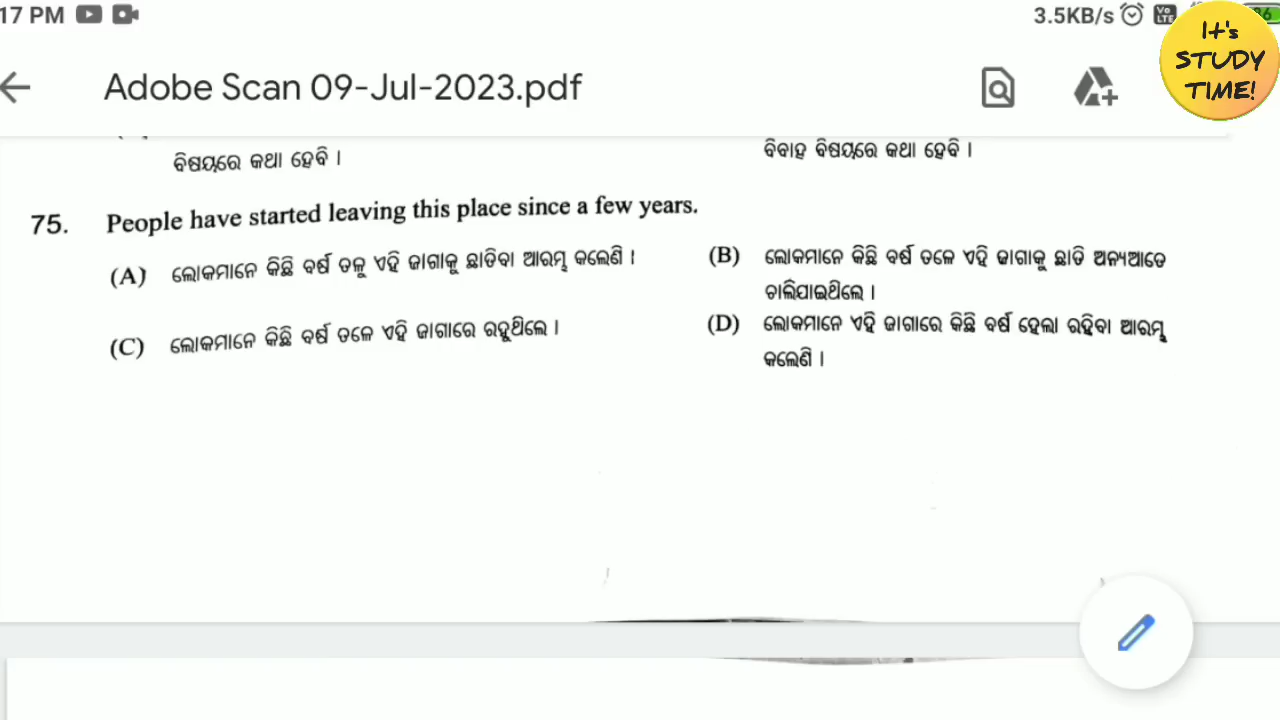 17 PM
3.5KB/s
Vo
LTE
It's
STUDY
TIME!
Adobe Scan 09-Jul-2023.pdf
ବିଷୟରେ କଥା ହେବି ।
ବିବାହ ବିଷୟରେ କଥା ହେବି ।
75. People have started leaving this place since a few years.
(A) ଲୋକମାନେ କିଛି ବର୍ଷ ତଳୁ ଏହି ଜାଗାକୁ ଛାଡିବା ଆରମ୍ଭ କଲେଣି ।
(B) ଲୋକମାନେ କିଛି ବର୍ଷ ତଳେ ଏହି ଜାଗାକୁ ଛାଡି ଅନ୍ୟଆଡେ
ଚାଲିଯାଇଥିଲେ ।
(C) ଲୋକମାନେ କିଛି ବର୍ଷ ତଳେ ଏହି ଜାଗାରେ ରହୁଥିଲେ ।
(D) ଲୋକମାନେ ଏହି ଜାଗାରେ କିଛି ବର୍ଷ ହେଲା ରହିବା ଆରମ୍ଭ
କଲେଣି ।